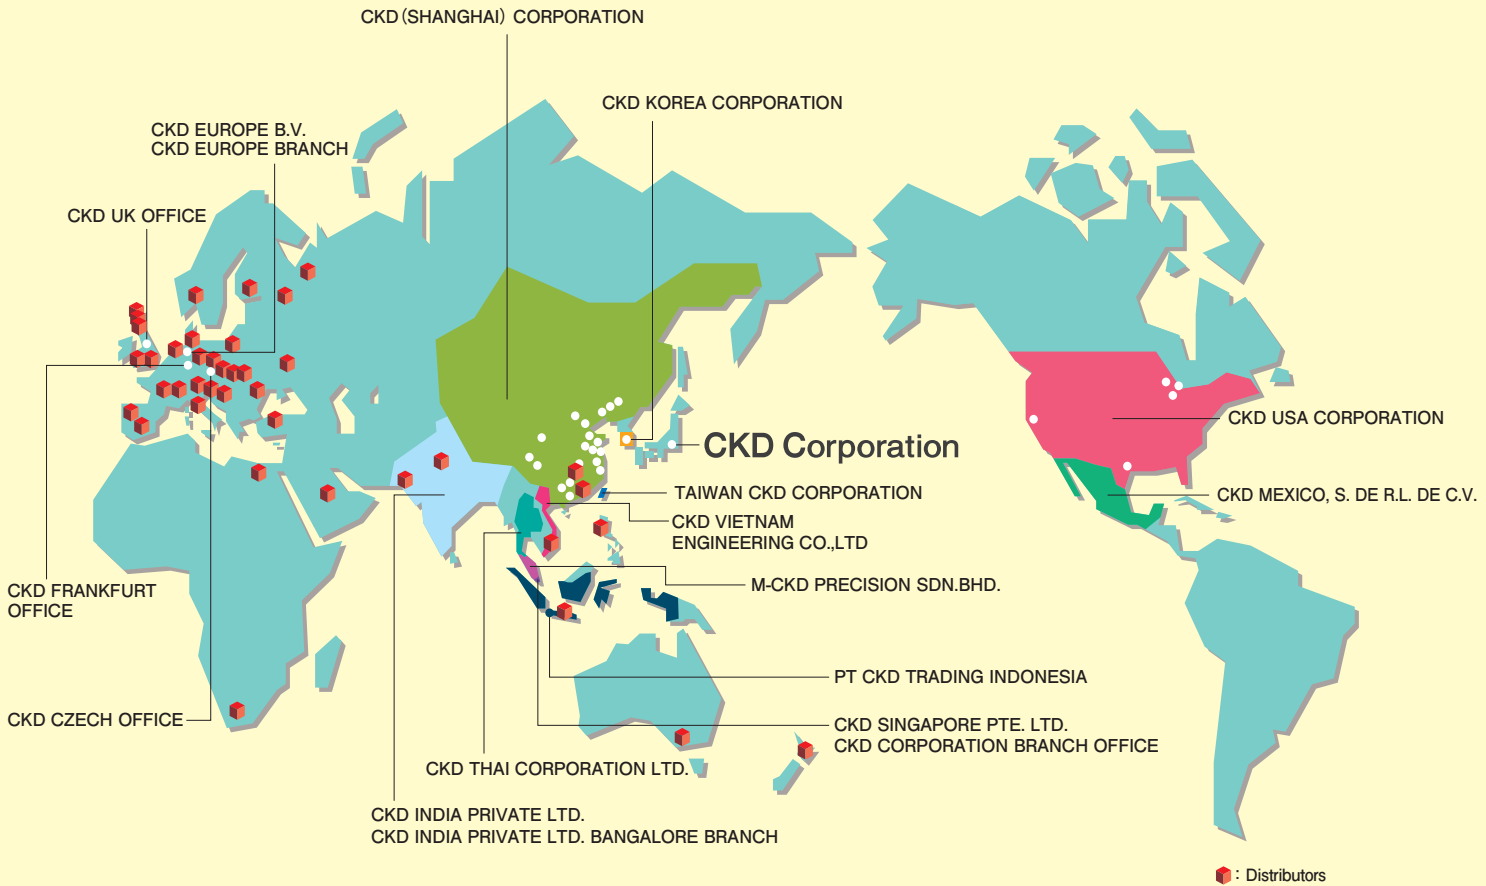 CKD (SHANGHAI) CORPORATION
CKD KOREA CORPORATION
CKD EUROPE B.V.
CKD EUROPE BRANCH
CKD UK OFFICE
CKD USA CORPORATION
CKD Corporation
TAIWAN CKD CORPORATION
CKD MEXICO, S. DE R.L. DE C.V.
CKD VIETNAM
ENGINEERING CO.,LTD
M-CKD PRECISION SDN.BHD.
CKD FRANKFURT
OFFICE
PT CKD TRADING INDONESIA
CKD CZECH OFFICE
CKD SINGAPORE PTE. LTD.
CKD CORPORATION BRANCH OFFICE
CKD THAI CORPORATION LTD.
CKD INDIA PRIVATE LTD.
CKD INDIA PRIVATE LTD. BANGALORE BRANCH
: Distributors